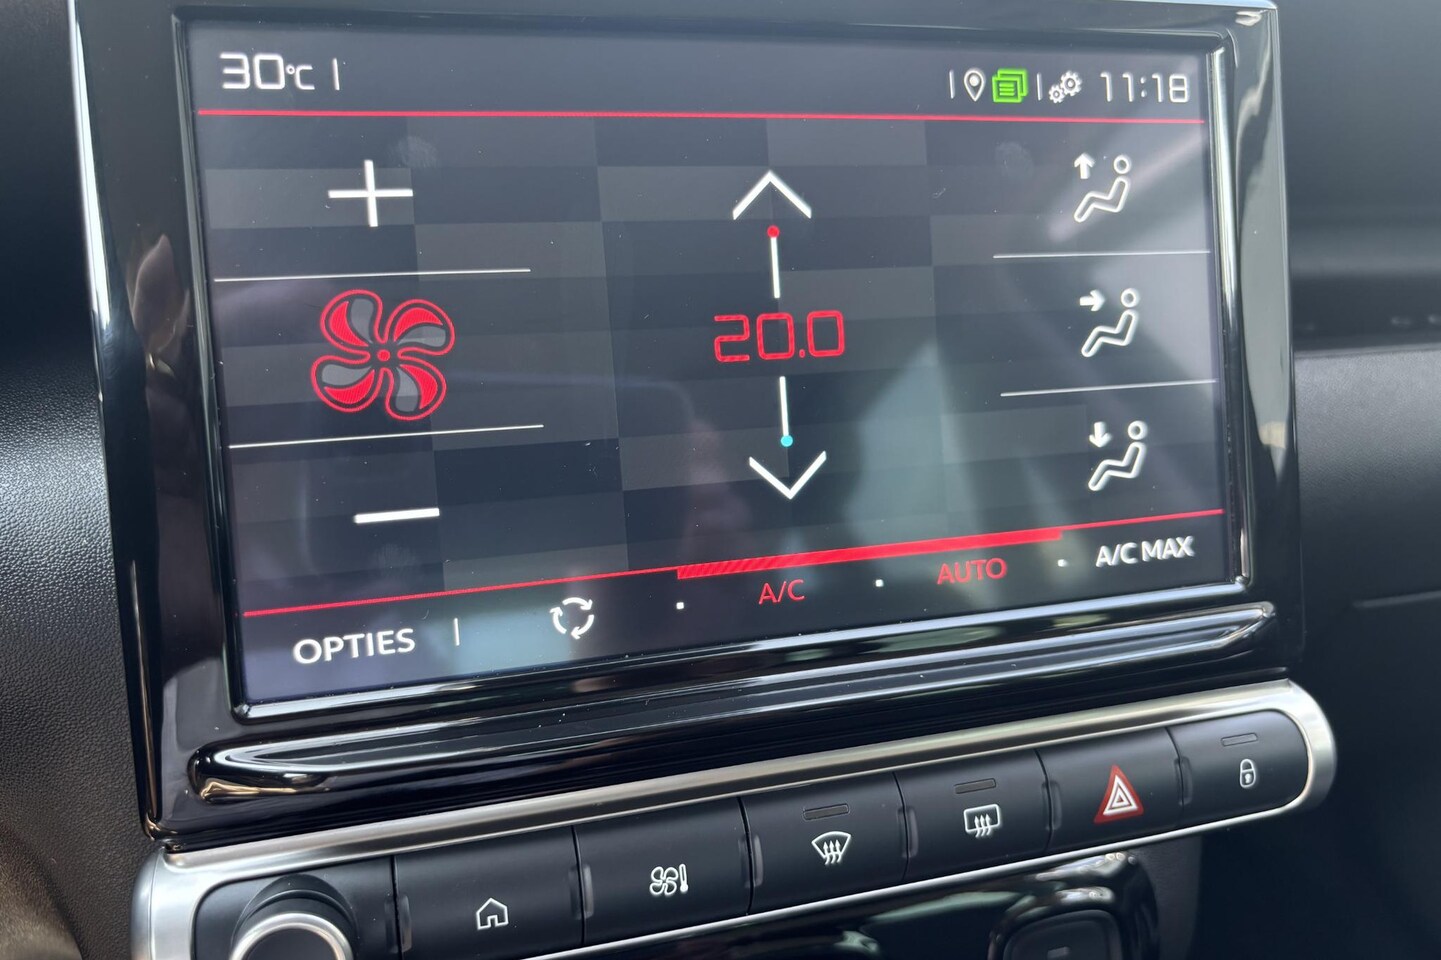 30°C
11:18
20.0
A/C
AUTO
A/C MAX
OPTIES